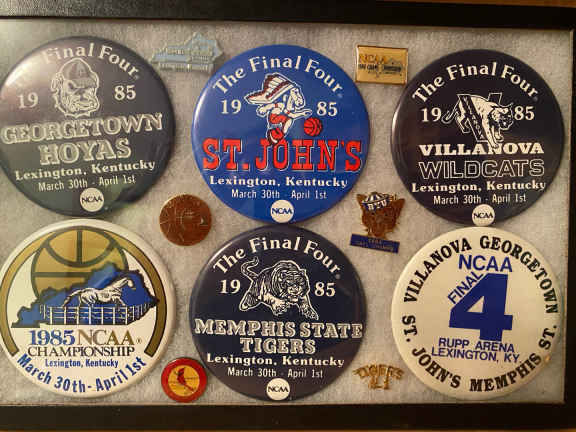 The Final Four
19 85
GEORGETOWN
HOYAS
Lexington, Kentucky
March 30th - April 1st
NCAA
The Final Four
19 85
ST. JOHN'S
Lexington, Kentucky
March 30th - April 1st
NCAA
NCAA
The Final Four
19 85
VILLANOVA
WILDCATS
Lexington, Kentucky
March 30th - April 1st
NCAA
BYU
1985 NCAA
CHAMPIONSHIP
Lexington, Kentucky
March 30th - April 1st
The Final Four
19 85
MEMPHIS STATE
TIGERS
Lexington, Kentucky
March 30th - April 1st
NCAA
TIGERS
VILLANOVA GEORGETOWN
ST. JOHN'S MEMPHIS ST.
NCAA
FINAL
4
RUPP ARENA
LEXINGTON, KY